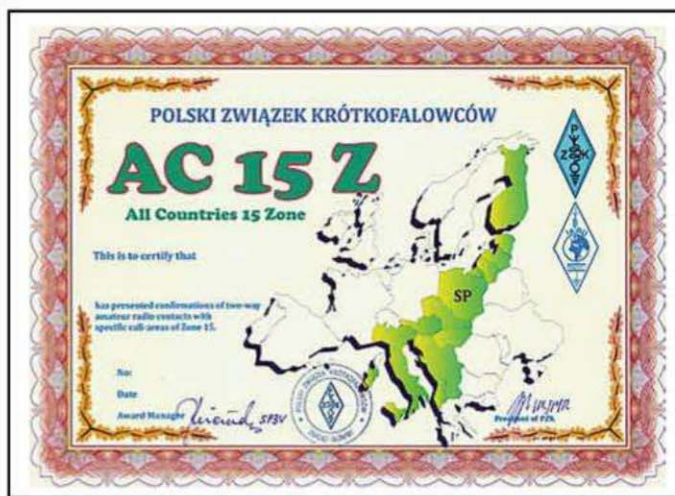 POLSKI ZWIĄZEK KRÓTKOFALOWCÓW
AC 15 Z
All Countries 15 Zone
This is to certify that
has presented confirmations of two-way
amateur radio contacts with
specific call-areas of Zone 15.
SP
No:
Date
Award Manager
SP3V
President of PZK